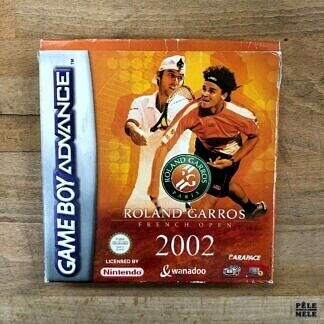 GAME BOY ADVANCE
ROLAND GARROS
PARIS
ROLAND GARROS
FRENCH OPEN
2002
LICENSED BY
Nintendo
& wanadoo
CARAPACE
PÊLE
MÊLE